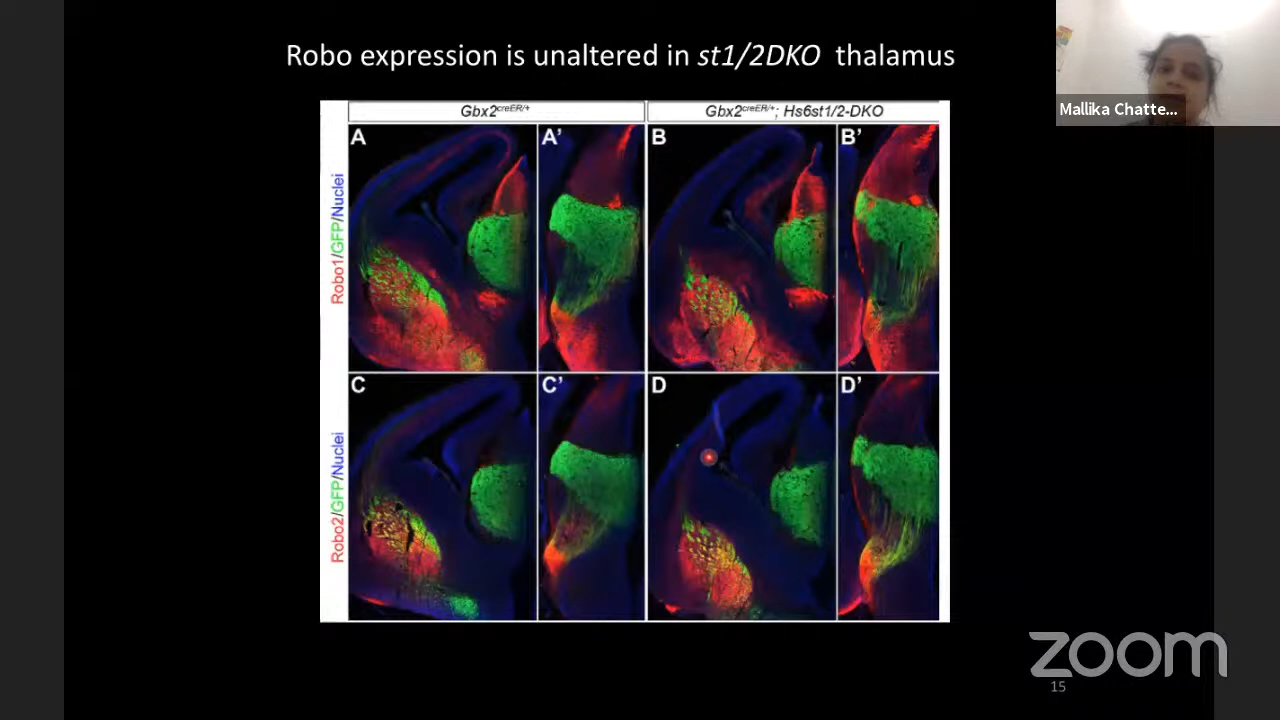 Robo expression is unaltered in st1/2DKO thalamus
Mallika Chatte...
Gbx2creER/+
Gbx2creER/+; Hs6st1/2-DKO
A
A'
B
B'
Robo1/GFP/Nuclei
C
C'
D
D'
Robo2/GFP/Nuclei
zoom
15